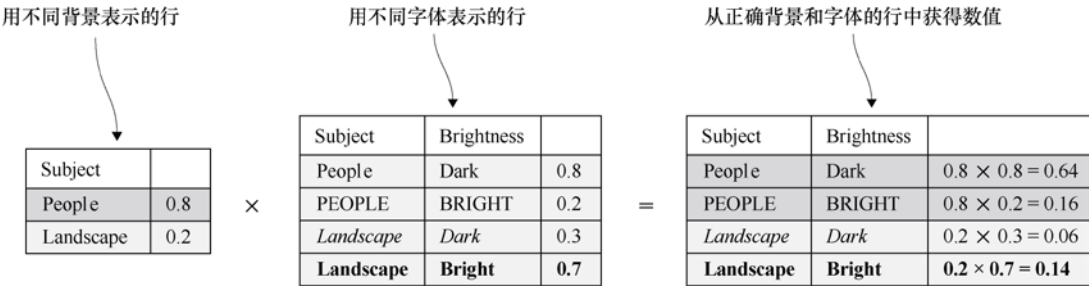 用不同背景表示的行
用不同字体表示的行
从正确背景和字体的行中获得数值
Subject
People 0.8
Landscape 0.2
×
Subject Brightness
People Dark 0.8
PEOPLE BRIGHT 0.2
Landscape Dark 0.3
Landscape Bright 0.7
=
Subject Brightness
People Dark 0.8 × 0.8 = 0.64
PEOPLE BRIGHT 0.8 × 0.2 = 0.16
Landscape Dark 0.2 × 0.3 = 0.06
Landscape Bright 0.2 × 0.7 = 0.14